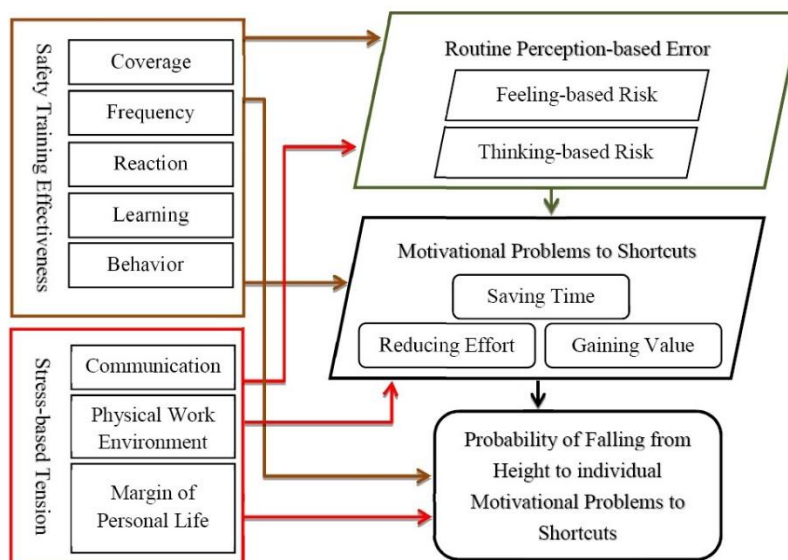 Safety Training Effectiveness
Coverage
Frequency
Reaction
Learning
Behavior
Stress-based Tension
Communication
Physical Work
Environment
Margin of
Personal Life
Routine Perception-based Error
Feeling-based Risk
Thinking-based Risk
Motivational Problems to Shortcuts
Saving Time
Reducing Effort
Gaining Value
Probability of Falling from
Height to individual
Motivational Problems to
Shortcuts